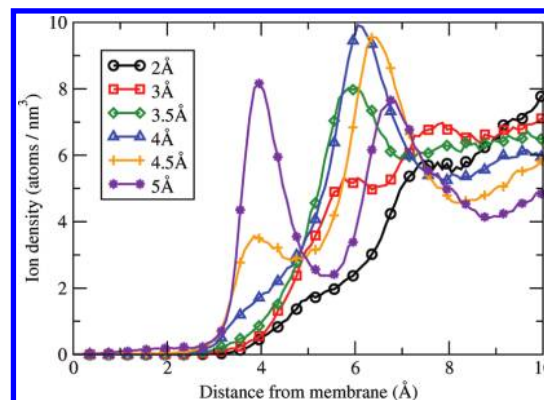 Ion density (atoms / nm³)
10
8
6
4
2
0
2Å
3Å
3.5Å
4Å
4.5Å
5Å
0 2 4 6 8 10
Distance from membrane (Å)